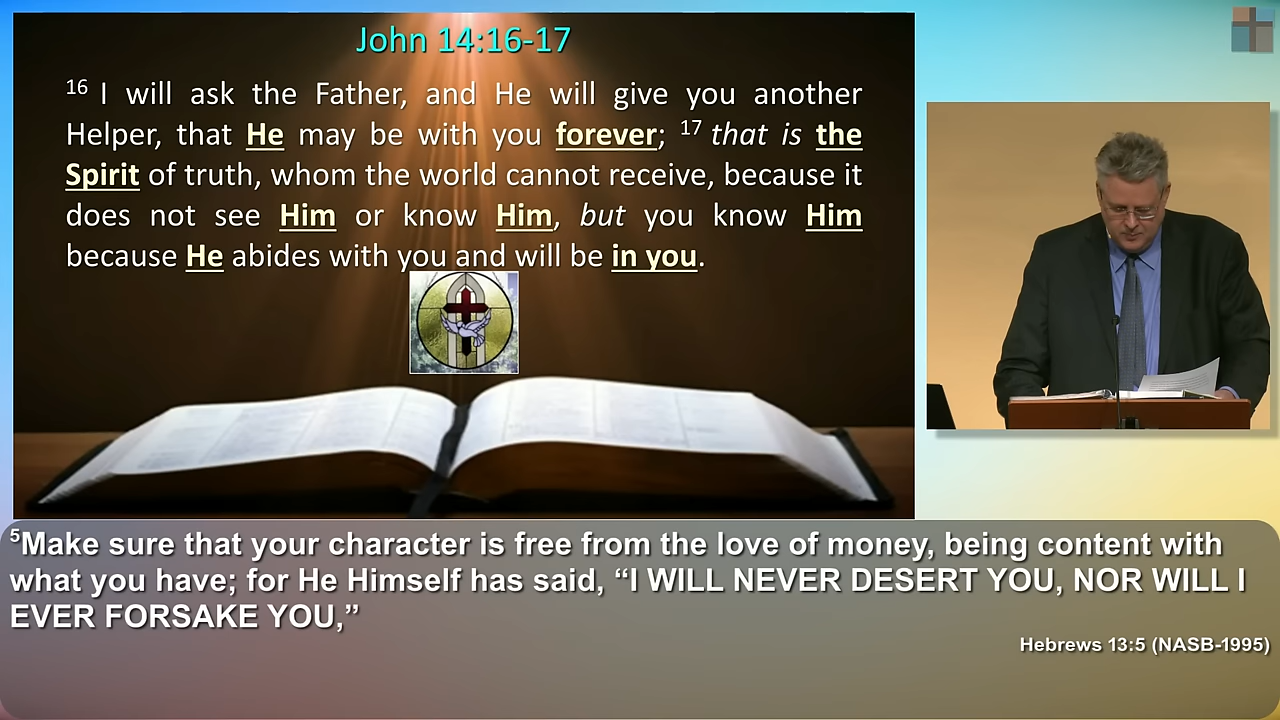 John 14:16-17
16 I will ask the Father, and He will give you another
Helper, that He may be with you forever; 17 that is the
Spirit of truth, whom the world cannot receive, because it
does not see Him or know Him, but you know Him
because He abides with you and will be in you.
5Make sure that your character is free from the love of money, being content with
what you have; for He Himself has said, “I WILL NEVER DESERT YOU, NOR WILL I
EVER FORSAKE YOU,”
Hebrews 13:5 (NASB-1995)